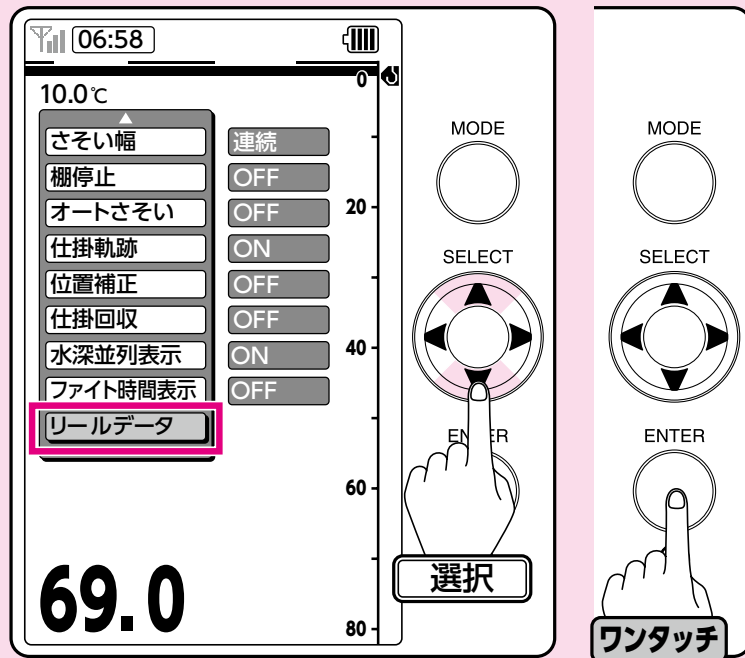 06:58
0
10.0℃
さそい幅 連続
棚停止 OFF
オートさそい OFF
20
仕掛軌跡 ON
位置補正 OFF
仕掛回収 OFF
水深並列表示 ON
40
ファイト時間表示 OFF
リールデータ
60
69.0
80
MODE
SELECT
ENTER
選択
MODE
SELECT
ENTER
ワンタッチ